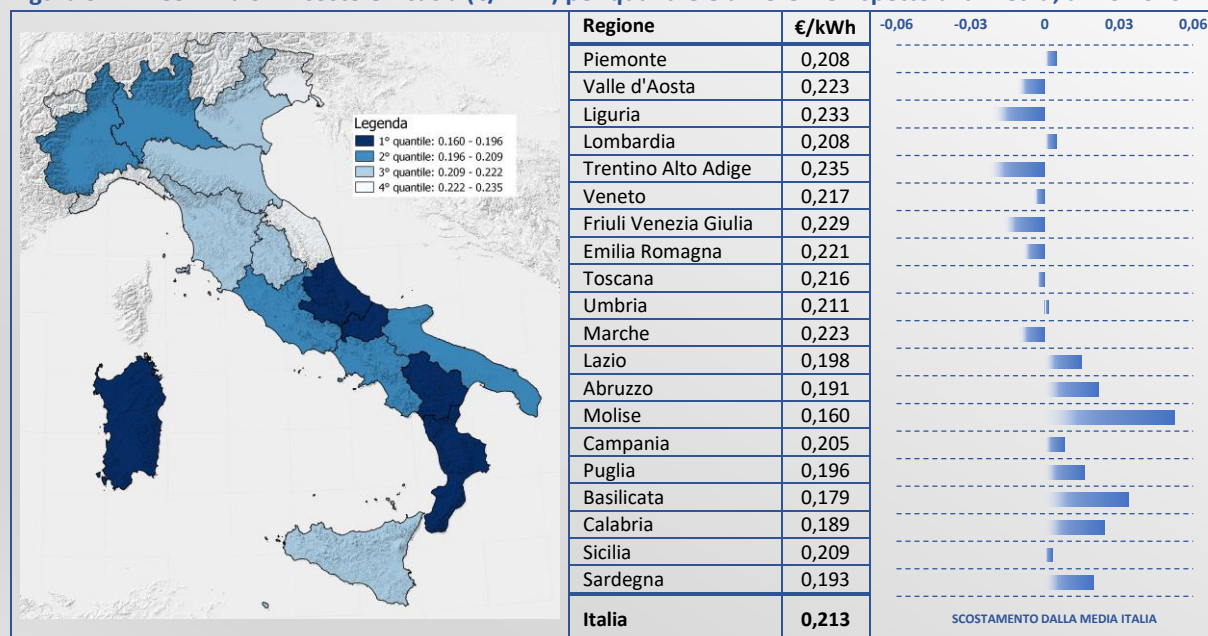 Regione €/kWh -0,06 -0,03 0 0,03 0,06
Piemonte 0,208
Valle d'Aosta 0,223
Liguria 0,233
Lombardia 0,208
Trentino Alto Adige 0,235
Veneto 0,217
Friuli Venezia Giulia 0,229
Emilia Romagna 0,221
Toscana 0,216
Umbria 0,211
Marche 0,223
Lazio 0,198
Abruzzo 0,191
Molise 0,160
Campania 0,205
Puglia 0,196
Basilicata 0,179
Calabria 0,189
Sicilia 0,209
Sardegna 0,193
Italia 0,213
SCOSTAMENTO DALLA MEDIA ITALIA
Legenda
1° quantile: 0.160 - 0.196
2° quantile: 0.196 - 0.209
3° quantile: 0.209 - 0.222
4° quantile: 0.222 - 0.235